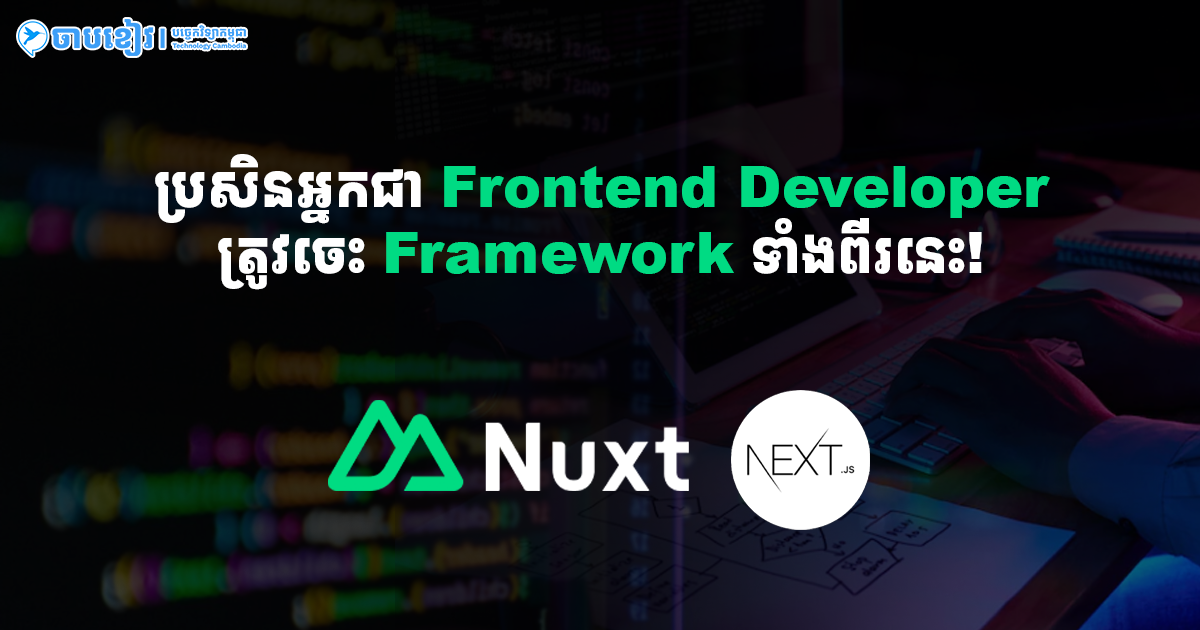 ចាបខៀវ
បច្ចេកវិទ្យាកម្ពុជា
Technology Cambodia
ប្រសិនអ្នកជា Frontend Developer
ត្រូវចេះ Framework ទាំងពីរនេះ!
Nuxt
NEXT.JS